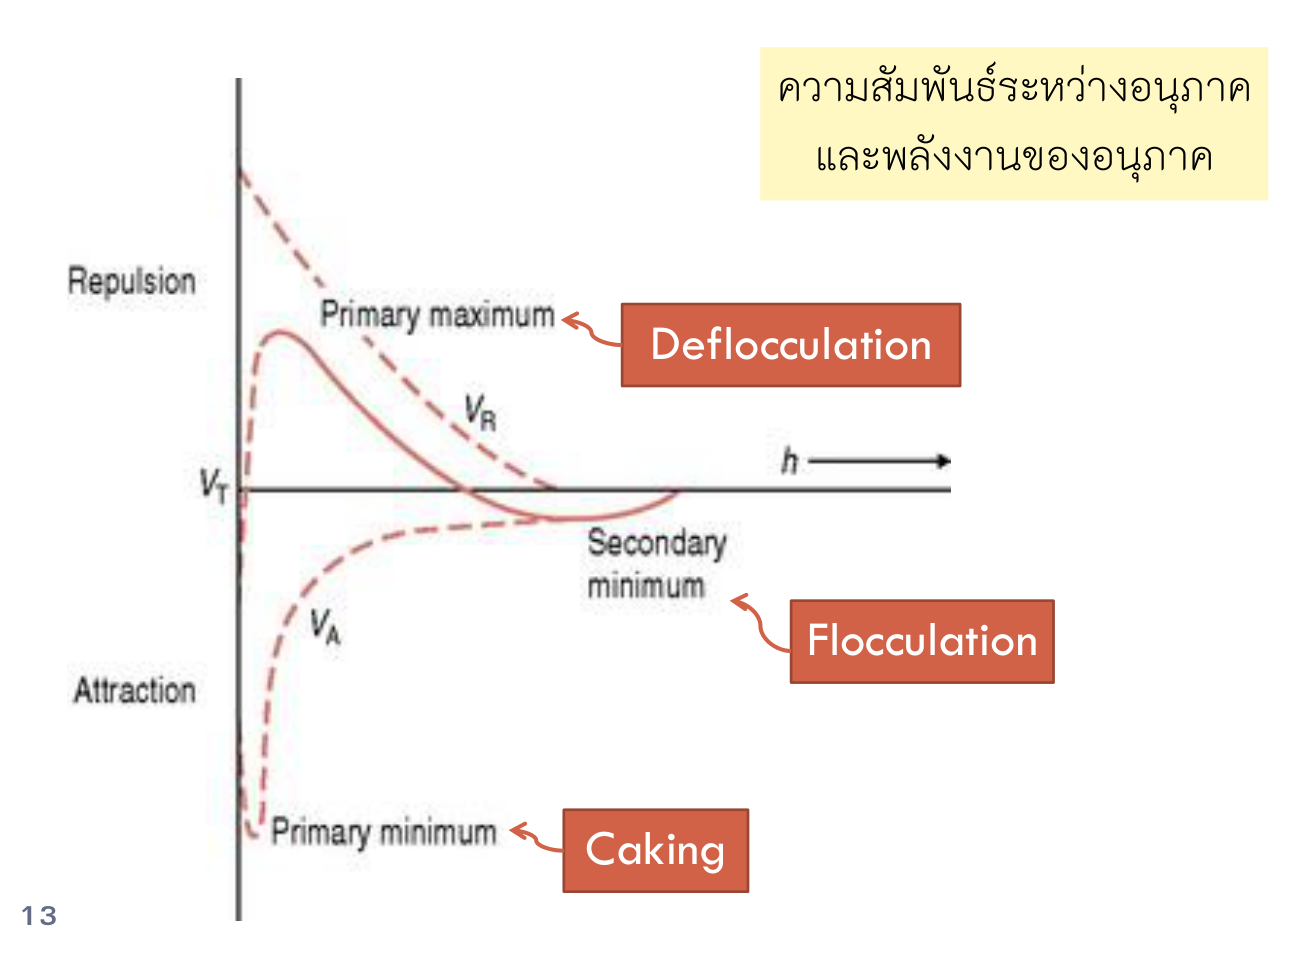 ความสัมพันธ์ระหว่างอนุภาค
และพลังงานของอนุภาค
Repulsion
Primary maximum
Deflocculation
VR
h
VT
Secondary
minimum
Flocculation
VA
Attraction
Primary minimum
Caking
13